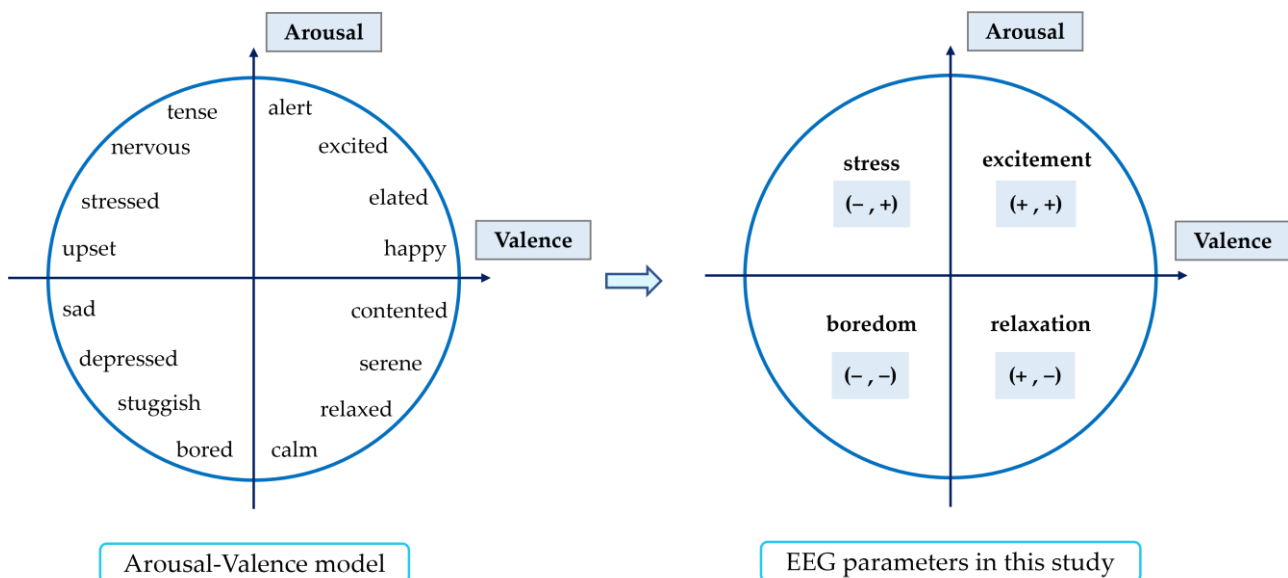 Arousal
tense
alert
nervous
excited
stressed
elated
upset
happy
Valence
sad
contented
depressed
serene
stuggish
relaxed
bored
calm
Arousal-Valence model
Arousal
stress
excitement
(– , +)
(+ , +)
Valence
boredom
relaxation
(– , –)
(+ , –)
EEG parameters in this study